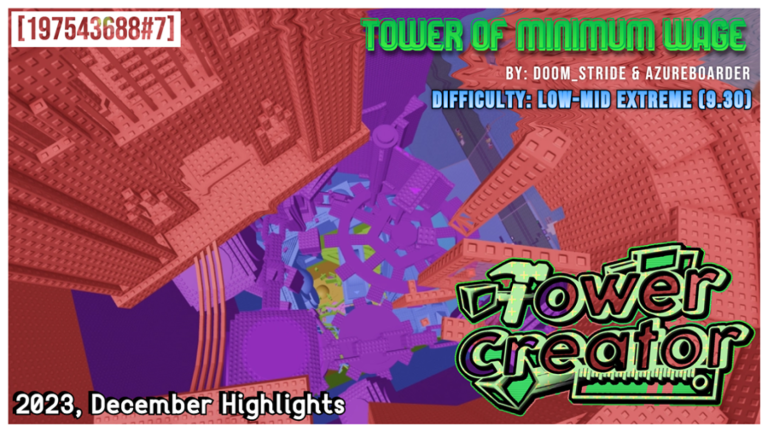 [197543688#7]
TOWER OF MINIMUM WAGE
BY: DOOM_STRIDE & AZUREBOARDER
DIFFICULTY: LOW-MID EXTREME (9.30)
Tower
creator
2023, December Highlights